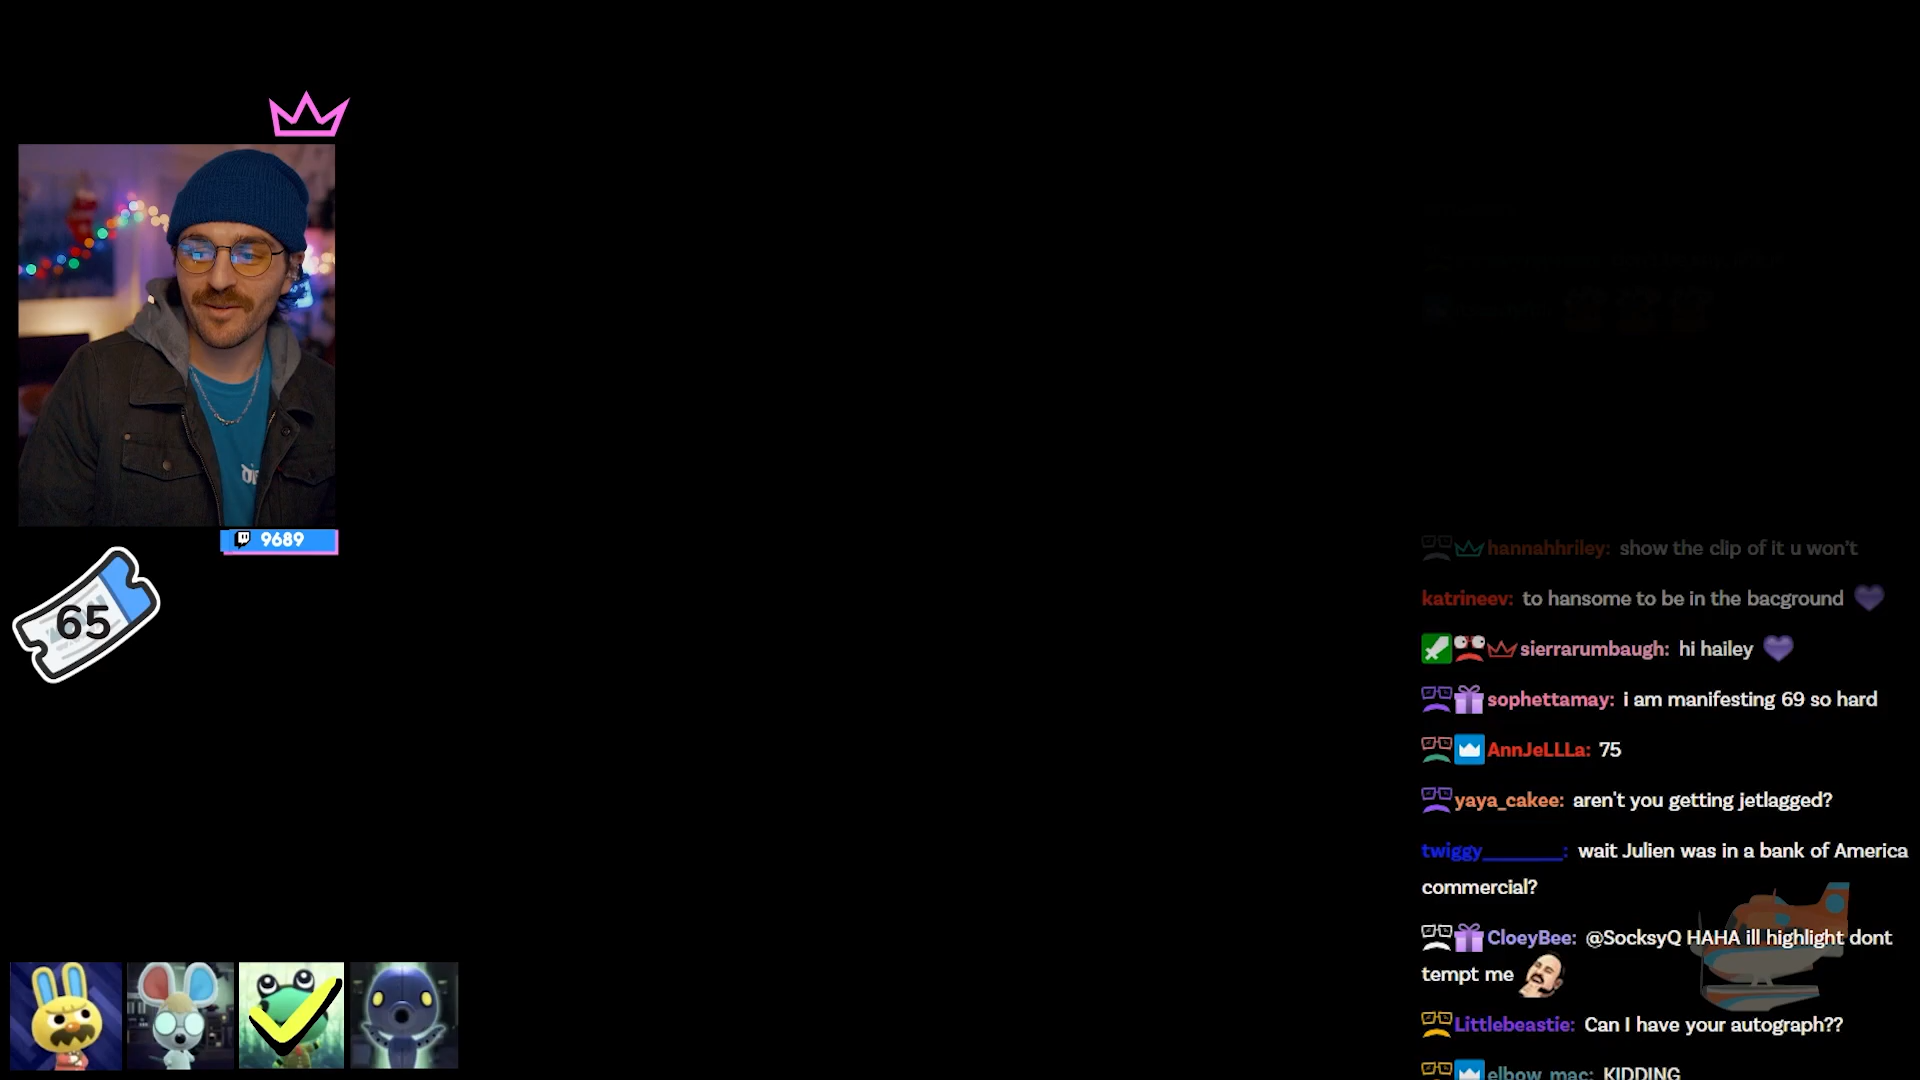 9689
65
hannahhriley: show the clip of it u won't
katrineev: to hansome to be in the bacground
sierrarumbaugh: hi hailey
sophettamay: i am manifesting 69 so hard
AnnJeLLLa: 75
yaya_cakee: aren't you getting jetlagged?
twiggy________: wait Julien was in a bank of America
commercial?
CloeyBee: @SocksyQ HAHA ill highlight dont
tempt me
Littlebeastie: Can I have your autograph??
elbow_mac: KIDDING